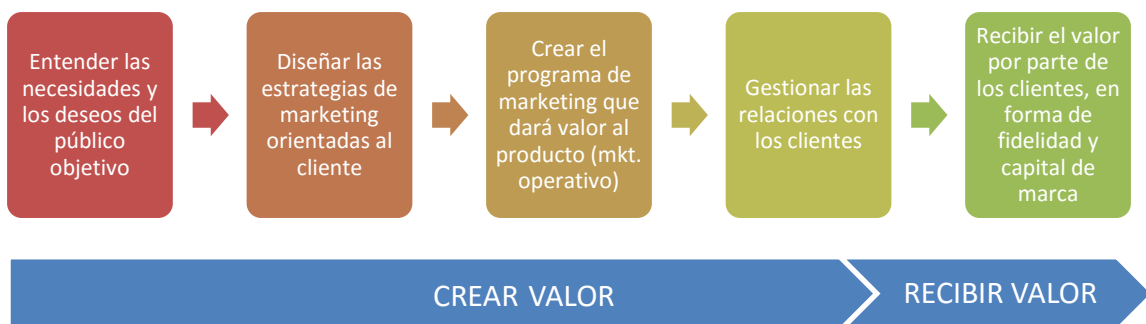 Entender las
necesidades y
los deseos del
público
objetivo
Diseñar las
estrategias de
marketing
orientadas al
cliente
Crear el
programa de
marketing que
dará valor al
producto (mkt.
operativo)
Gestionar las
relaciones con
los clientes
Recibir el valor
por parte de
los clientes, en
forma de
fidelidad y
capital de
marca
CREAR VALOR
RECIBIR VALOR